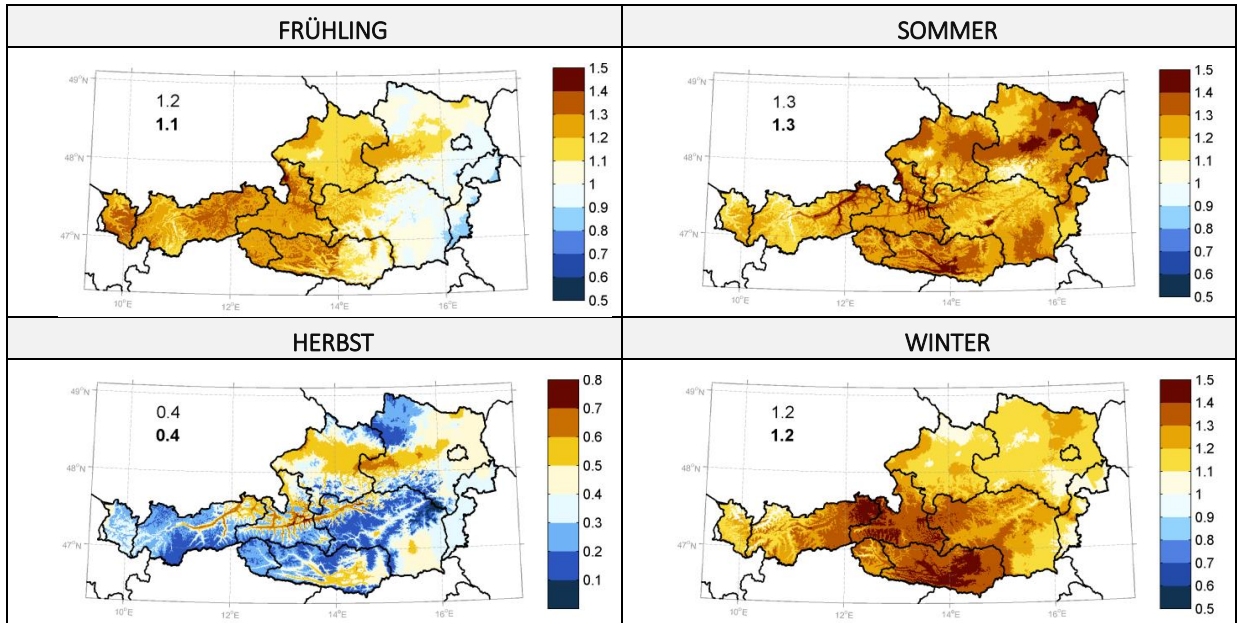 FRÜHLING
SOMMER
49°N
48°N
47°N
10°E
12°E
14°E
16°E
1.2
1.1
1.5
1.4
1.3
1.2
1.1
1
0.9
0.8
0.7
0.6
0.5
49°N
48°N
47°N
10°E
12°E
14°E
16°E
1.3
1.3
1.5
1.4
1.3
1.2
1.1
1
0.9
0.8
0.7
0.6
0.5
HERBST
WINTER
49°N
48°N
47°N
10°E
12°E
14°E
16°E
0.4
0.4
0.8
0.7
0.6
0.5
0.4
0.3
0.2
0.1
49°N
48°N
47°N
10°E
12°E
14°E
16°E
1.2
1.2
1.5
1.4
1.3
1.2
1.1
1
0.9
0.8
0.7
0.6
0.5